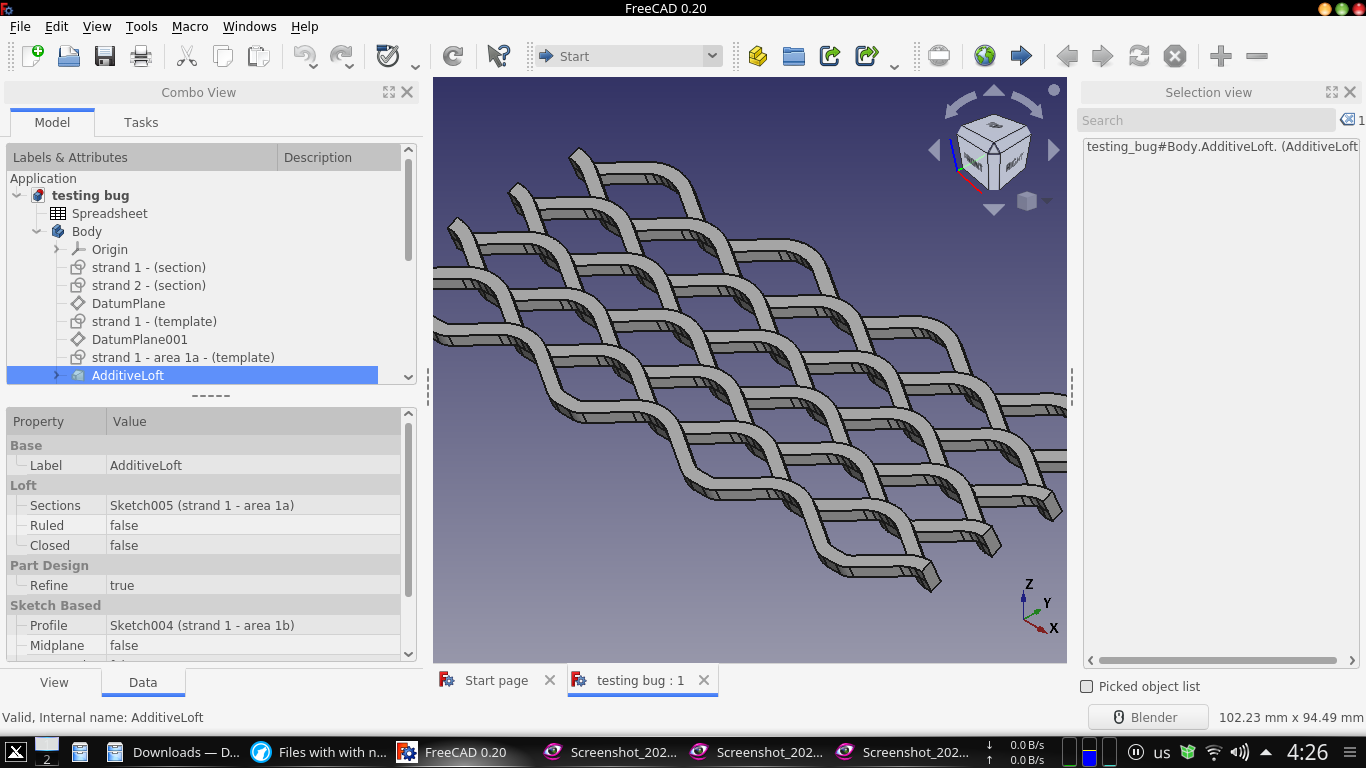 FreeCAD 0.20
File Edit View Tools Macro Windows Help
Start
Combo View
Model Tasks
Labels & Attributes Description
Application
testing bug
Spreadsheet
Body
Origin
strand 1 - (section)
strand 2 - (section)
DatumPlane
strand 1 - (template)
DatumPlane001
strand 1 - area 1a - (template)
AdditiveLoft
Property Value
Base
Label AdditiveLoft
Loft
Sections Sketch005 (strand 1 - area 1a)
Ruled false
Closed false
Part Design
Refine true
Sketch Based
Profile Sketch004 (strand 1 - area 1b)
Midplane false
View Data
Valid, Internal name: AdditiveLoft
FRONT RIGHT
Z
Y
X
Start page
testing bug : 1
Selection view
Search
1
testing_bug#Body.AdditiveLoft. (AdditiveLoft
Picked object list
Blender 102.23 mm x 94.49 mm
2
Downloads — D...
Files with with n...
FreeCAD 0.20
Screenshot_202...
Screenshot_202...
Screenshot_202...
↓ 0.0 B/s
↑ 0.0 B/s
us
4:26